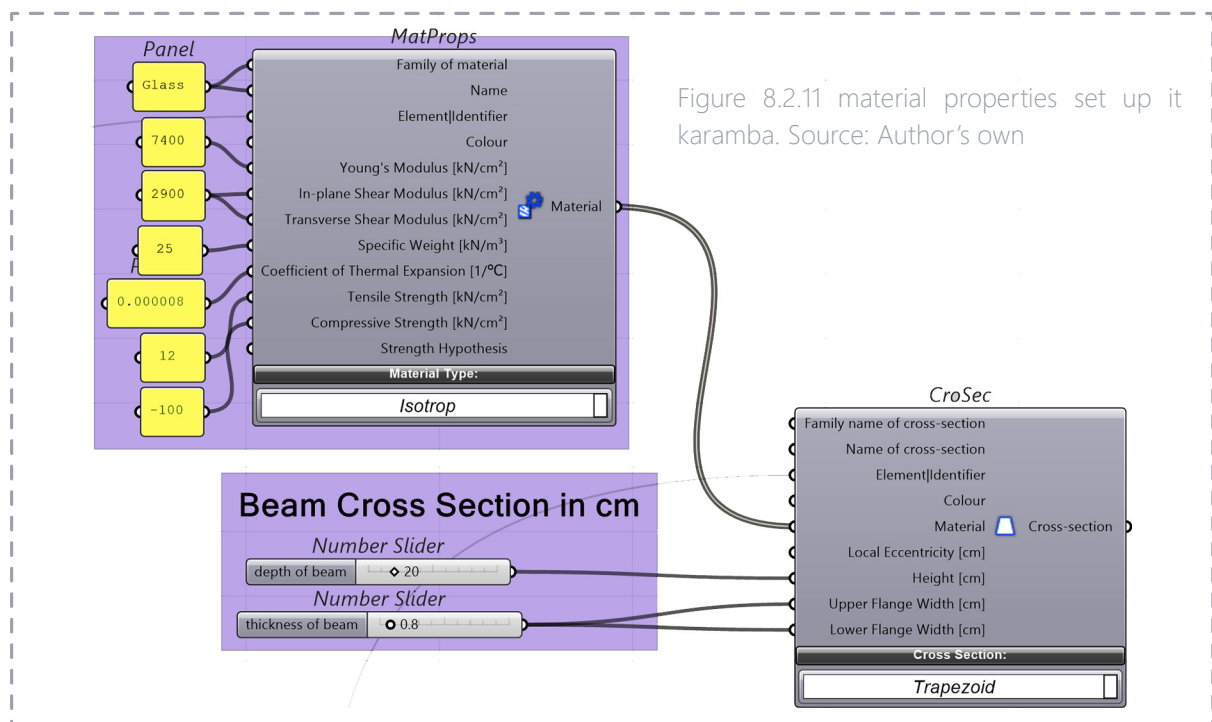 MatProps
Panel
Glass
7400
2900
25
0.000008
12
-100
Family of material
Name
Element|Identifier
Colour
Young's Modulus [kN/cm²]
In-plane Shear Modulus [kN/cm²]
Transverse Shear Modulus [kN/cm²]
Specific Weight [kN/m³]
Coefficient of Thermal Expansion [1/°C]
Tensile Strength [kN/cm²]
Compressive Strength [kN/cm²]
Strength Hypothesis
Material
Material Type:
Isotrop
Figure 8.2.11 material properties set up it
karamba. Source: Author's own
Beam Cross Section in cm
Number Slider
depth of beam 20
Number Slider
thickness of beam 0.8
CroSec
Family name of cross-section
Name of cross-section
Element|Identifier
Colour
Material
Local Eccentricity [cm]
Height [cm]
Upper Flange Width [cm]
Lower Flange Width [cm]
Cross-section
Cross Section:
Trapezoid